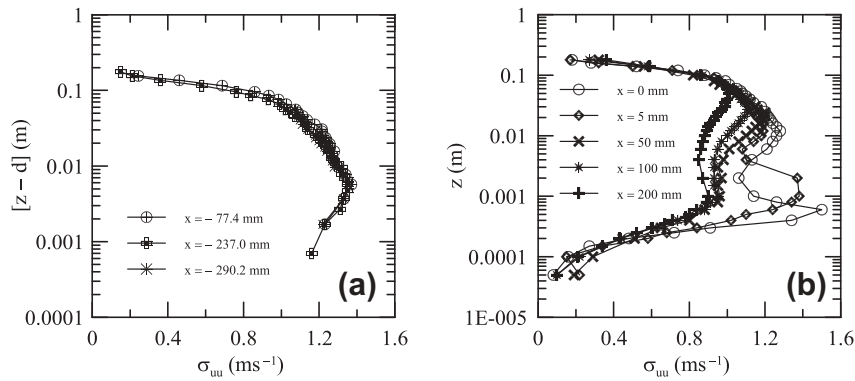 1
0.1
0.01
0.001
0.0001
[z − d] (m)
x = − 77.4 mm
x = − 237.0 mm
x = − 290.2 mm
(a)
0 0.4 0.8 1.2 1.6
σuu (ms⁻¹)
1
0.1
0.01
0.001
0.0001
1E-005
z (m)
x = 0 mm
x = 5 mm
x = 50 mm
x = 100 mm
x = 200 mm
(b)
0 0.4 0.8 1.2 1.6
σuu (ms⁻¹)